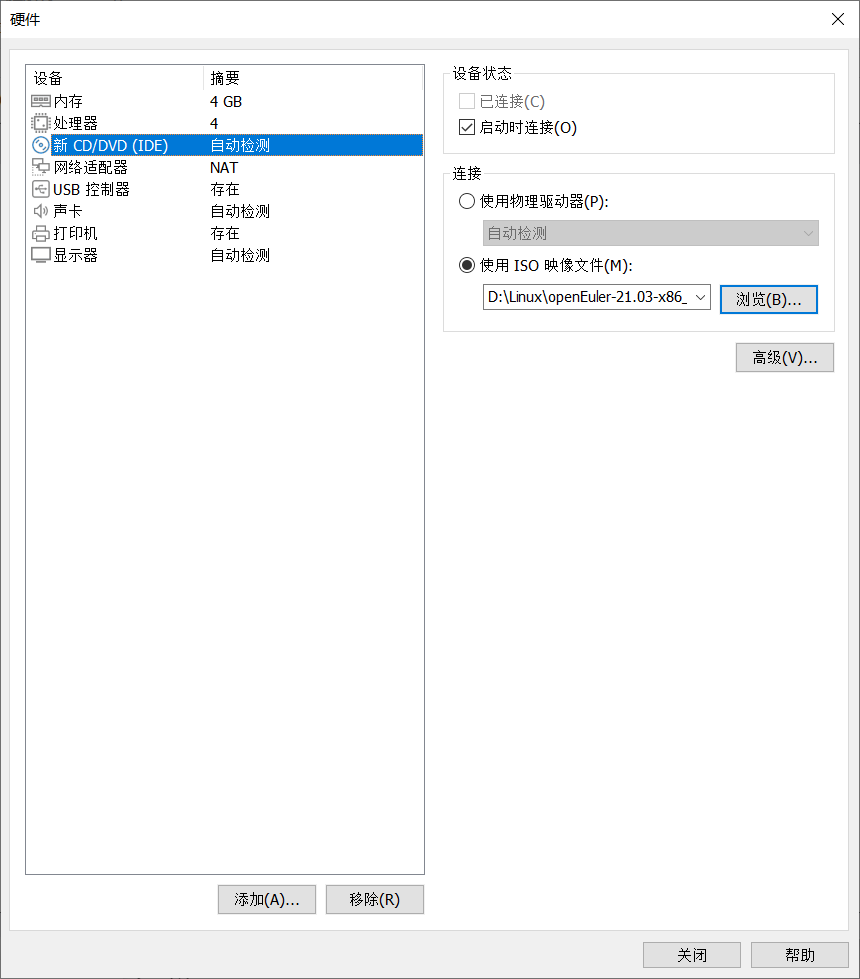 硬件
设备 摘要
内存 4 GB
处理器 4
新 CD/DVD (IDE) 自动检测
网络适配器 NAT
USB 控制器 存在
声卡 自动检测
打印机 存在
显示器 自动检测
添加(A)... 移除(R)
设备状态
已连接(C)
启动时连接(O)
连接
使用物理驱动器(P):
自动检测
使用 ISO 映像文件(M):
D:\Linux\openEuler-21.03-x86_ 浏览(B)...
高级(V)...
关闭 帮助